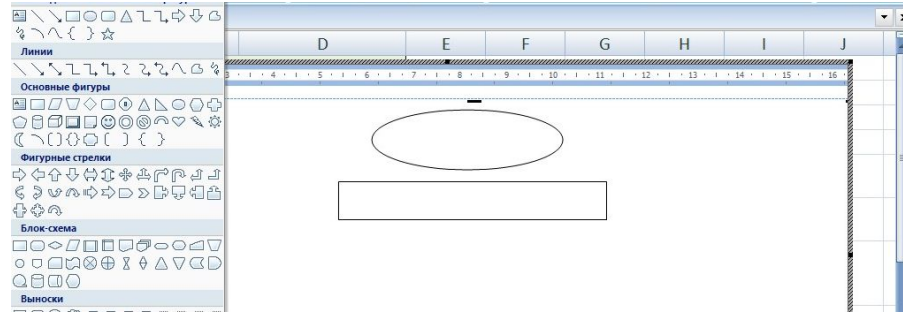 D E F G H I J
Линии
3 4 5 6 7 8 9 10 11 12 13 14 15 16
Основные фигуры
Фигурные стрелки
Блок-схема
Выноски